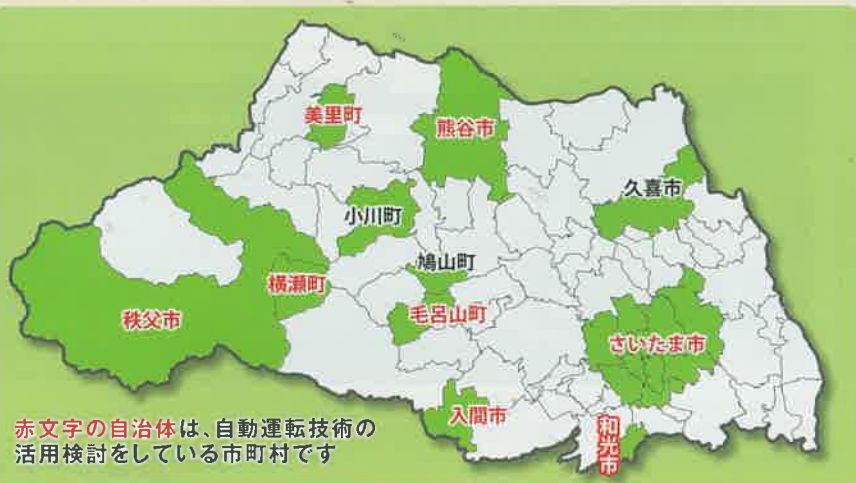 美里町
熊谷市
久喜市
小川町
鳩山町
横瀬町
毛呂山町
秩父市
さいたま市
入間市
和光市
赤文字の自治体は、自動運転技術の
活用検討をしている市町村です